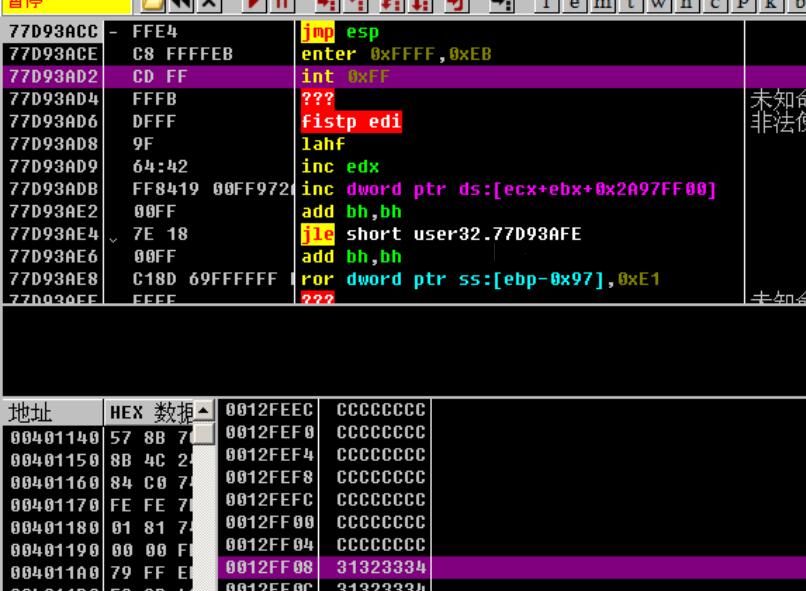 暂停 l e m t w h c P k b
77D93ACC - FFE4 jmp esp
77D93ACE C8 FFFFEB enter 0xFFFF,0xEB
77D93AD2 CD FF int 0xFF
77D93AD4 FFFB ??? 未知命
77D93AD6 DFFF fistp edi 非法使
77D93AD8 9F lahf
77D93AD9 64:42 inc edx
77D93ADB FF8419 00FF972 inc dword ptr ds:[ecx+ebx+0x2A97FF00]
77D93AE2 00FF add bh,bh
77D93AE4 7E 18 jle short user32.77D93AFE
77D93AE6 00FF add bh,bh
77D93AE8 C18D 69FFFFFF ror dword ptr ss:[ebp-0x97],0xE1
77D93AEF FFFF ??? 未知命
地址 HEX 数据
00401140 57 8B
00401150 8B 4C
00401160 84 C0
00401170 FE FE
00401180 01 81
00401190 00 00
004011A0 79 FF
0012FEEC CCCCCCCC
0012FEF0 CCCCCCCC
0012FEF4 CCCCCCCC
0012FEF8 CCCCCCCC
0012FEFC CCCCCCCC
0012FF00 CCCCCCCC
0012FF04 CCCCCCCC
0012FF08 31323334
0012FF0C 31323334